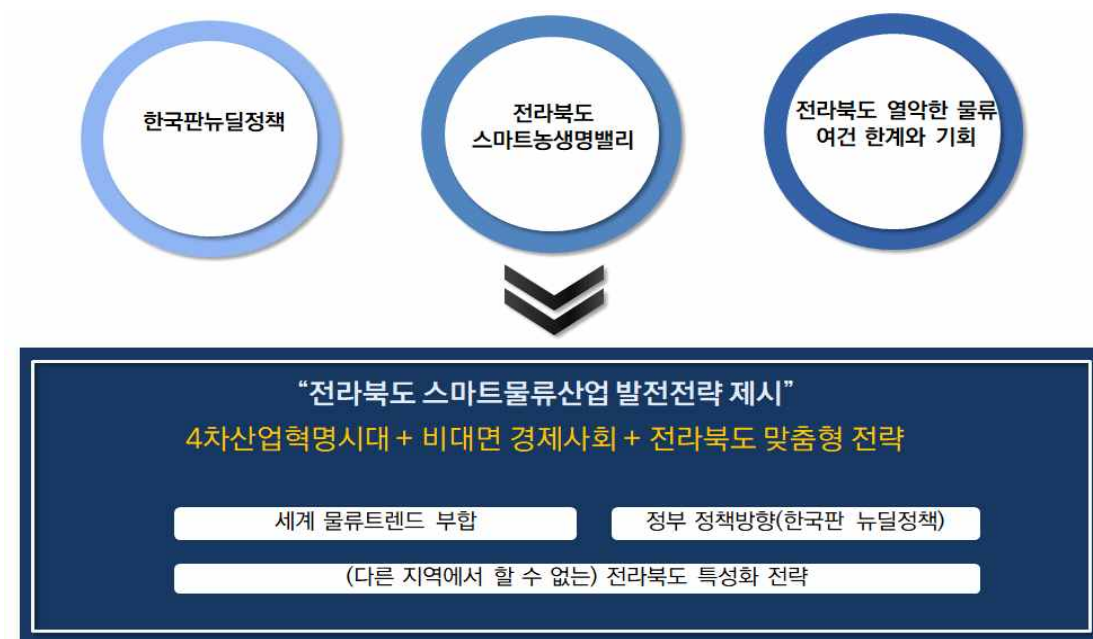 한국판뉴딜정책
전라북도
스마트농생명밸리
전라북도 열악한 물류
여건 한계와 기회
“전라북도 스마트물류산업 발전전략 제시”
4차산업혁명시대 + 비대면 경제사회 + 전라북도 맞춤형 전략
세계 물류트렌드 부합
정부 정책방향(한국판 뉴딜정책)
(다른 지역에서 할 수 없는) 전라북도 특성화 전략